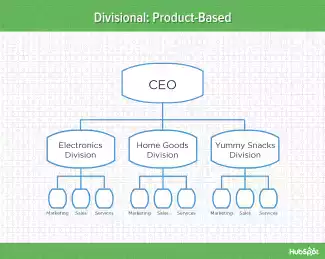 Divisional: Product-Based
CEO
Electronics
Division
Home Goods
Division
Yummy Snacks
Division
Marketing Sales Services
Marketing Sales Services
Marketing Sales Services
HubSpot